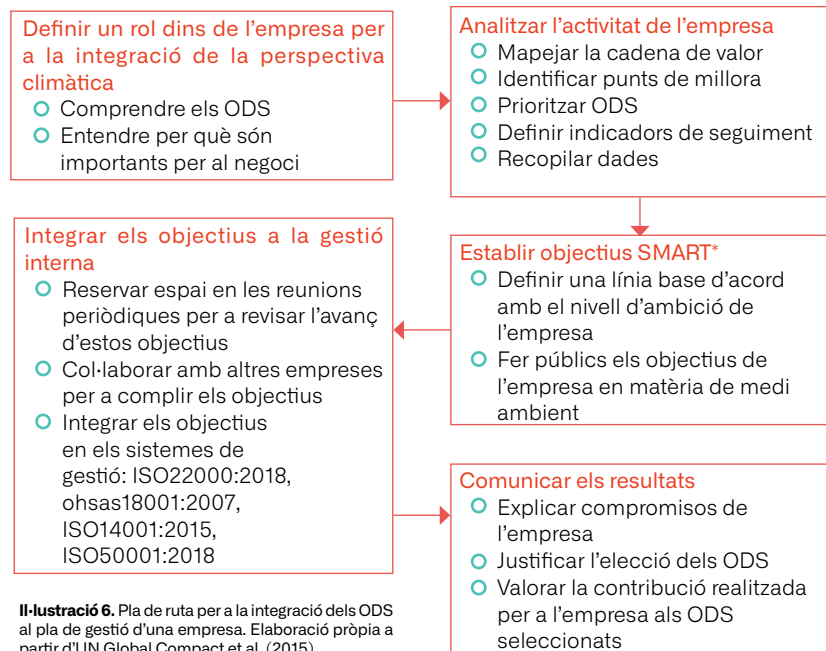 Definir un rol dins de l'empresa per
a la integració de la perspectiva
climàtica
Comprendre els ODS
Entendre per què són
importants per al negoci
Analitzar l'activitat de l'empresa
Mapejar la cadena de valor
Identificar punts de millora
Prioritzar ODS
Definir indicadors de seguiment
Recopilar dades
Establir objectius SMART*
Definir una línia base d'acord
amb el nivell d'ambició de
l'empresa
Fer públics els objectius de
l'empresa en matèria de medi
ambient
Integrar els objectius a la gestió
interna
Reservar espai en les reunions
periòdiques per a revisar l'avanç
d'estos objectius
Col·laborar amb altres empreses
per a complir els objectius
Integrar els objectius
en els sistemes de
gestió: ISO22000:2018,
ohsas18001:2007,
ISO14001:2015,
ISO50001:2018
Comunicar els resultats
Explicar compromisos de
l'empresa
Justificar l'elecció dels ODS
Valorar la contribució realitzada
per a l'empresa als ODS
seleccionats
Il·lustració 6. Pla de ruta per a la integració dels ODS
al pla de gestió d'una empresa. Elaboració pròpia a
partir d'UN Global Compact et al. (2015)